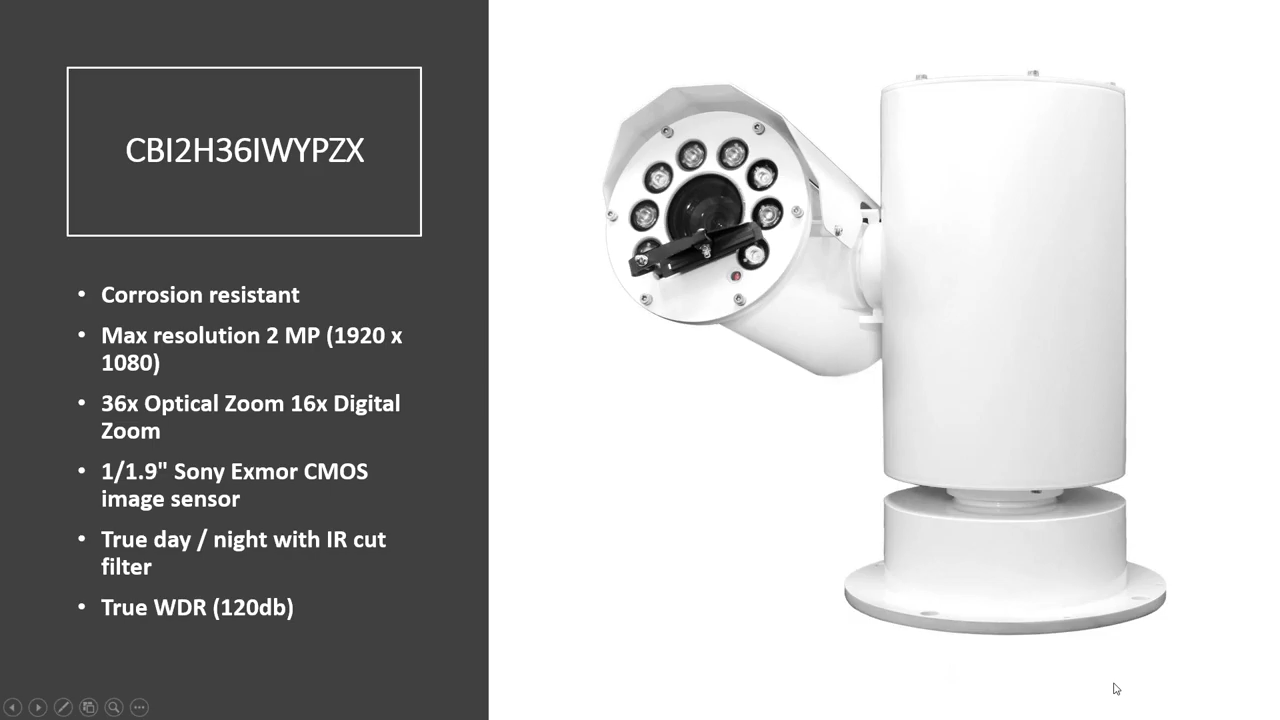 CBI2H36IWYPZX
• Corrosion resistant
• Max resolution 2 MP (1920 x
1080)
• 36x Optical Zoom 16x Digital
Zoom
• 1/1.9" Sony Exmor CMOS
image sensor
• True day / night with IR cut
filter
• True WDR (120db)